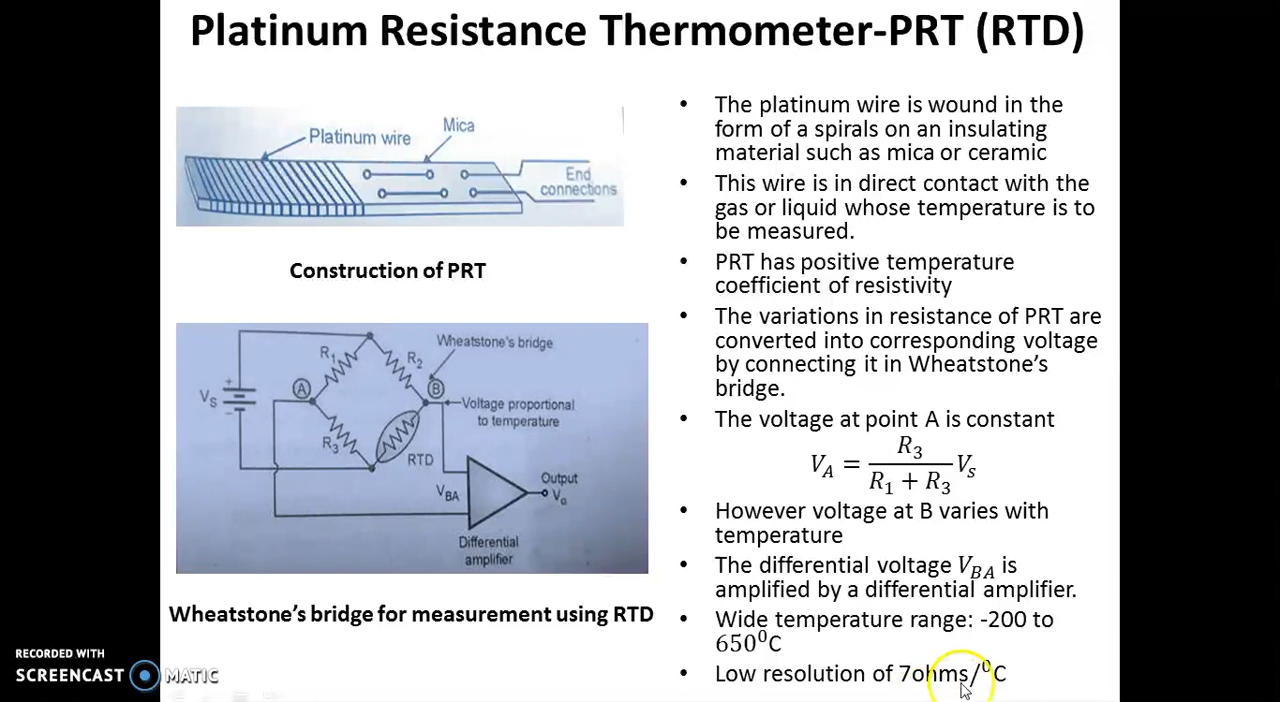 Platinum Resistance Thermometer-PRT (RTD)
Platinum wire
Mica
End
connections
Construction of PRT
Wheatstone's bridge
R1
R2
A
B
VS
+
−
Voltage proportional
to temperature
R3
RTD
VBA
Output
Vo
Differential
amplifier
Wheatstone's bridge for measurement using RTD
• The platinum wire is wound in the
form of a spirals on an insulating
material such as mica or ceramic
• This wire is in direct contact with the
gas or liquid whose temperature is to
be measured.
• PRT has positive temperature
coefficient of resistivity
• The variations in resistance of PRT are
converted into corresponding voltage
by connecting it in Wheatstone's
bridge.
• The voltage at point A is constant
V_A = R_3 / (R_1 + R_3) V_s
• However voltage at B varies with
temperature
• The differential voltage V_BA is
amplified by a differential amplifier.
• Wide temperature range: -200 to
650⁰C
• Low resolution of 7ohms/⁰C
RECORDED WITH
SCREENCAST MATIC